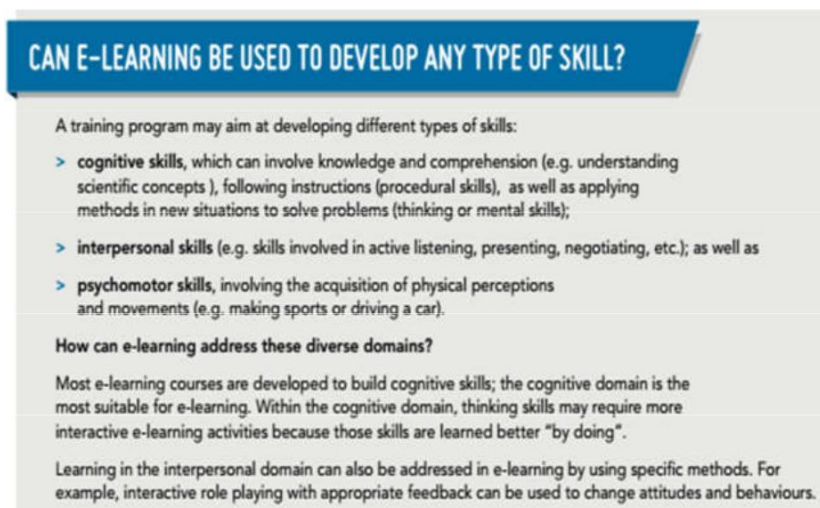 CAN E-LEARNING BE USED TO DEVELOP ANY TYPE OF SKILL?
A training program may aim at developing different types of skills:
> cognitive skills, which can involve knowledge and comprehension (e.g. understanding
scientific concepts ), following instructions (procedural skills), as well as applying
methods in new situations to solve problems (thinking or mental skills);
> interpersonal skills (e.g. skills involved in active listening, presenting, negotiating, etc.); as well as
> psychomotor skills, involving the acquisition of physical perceptions
and movements (e.g. making sports or driving a car).
How can e-learning address these diverse domains?
Most e-learning courses are developed to build cognitive skills; the cognitive domain is the
most suitable for e-learning. Within the cognitive domain, thinking skills may require more
interactive e-learning activities because those skills are learned better “by doing”.
Learning in the interpersonal domain can also be addressed in e-learning by using specific methods. For
example, interactive role playing with appropriate feedback can be used to change attitudes and behaviours.